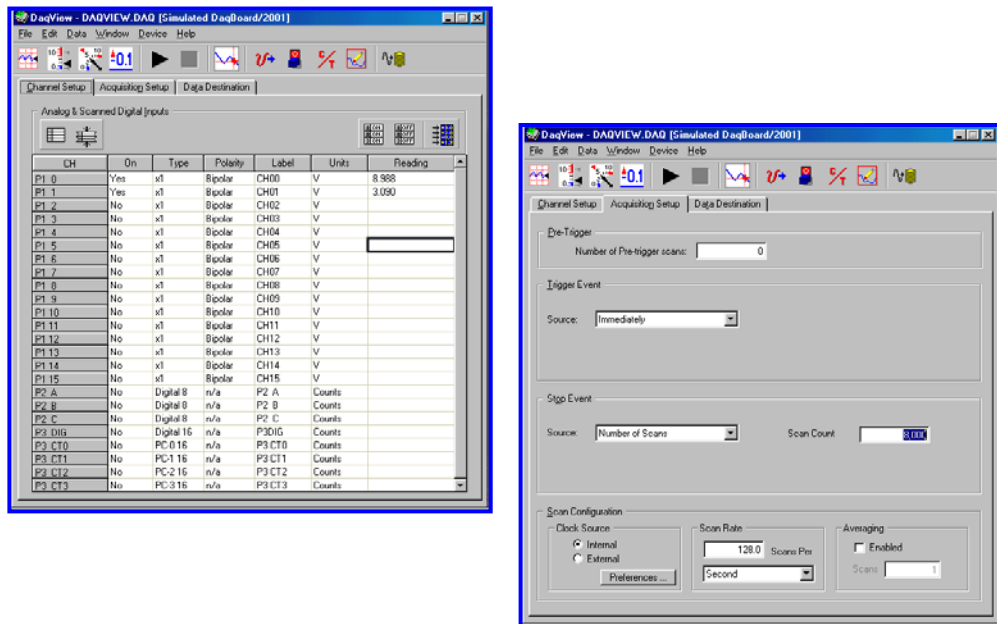 DaqView - DAQVIEW.DAQ [Simulated DaqBoard/2001]
File Edit Data Window Device Help
Channel Setup Acquisition Setup Data Destination
Analog & Scanned Digital Inputs
CH On Type Polarity Label Units Reading
P1 0 Yes x1 Bipolar CH00 V 8.988
P1 1 Yes x1 Bipolar CH01 V 3.090
P1 2 No x1 Bipolar CH02 V
P1 3 No x1 Bipolar CH03 V
P1 4 No x1 Bipolar CH04 V
P1 5 No x1 Bipolar CH05 V
P1 6 No x1 Bipolar CH06 V
P1 7 No x1 Bipolar CH07 V
P1 8 No x1 Bipolar CH08 V
P1 9 No x1 Bipolar CH09 V
P1 10 No x1 Bipolar CH10 V
P1 11 No x1 Bipolar CH11 V
P1 12 No x1 Bipolar CH12 V
P1 13 No x1 Bipolar CH13 V
P1 14 No x1 Bipolar CH14 V
P1 15 No x1 Bipolar CH15 V
P2 A No Digital 8 n/a P2 A Counts
P2 B No Digital 8 n/a P2 B Counts
P2 C No Digital 8 n/a P2 C Counts
P3 DIG No Digital 16 n/a P3DIG Counts
P3 CT0 No PC-0 16 n/a P3 CT0 Counts
P3 CT1 No PC-1 16 n/a P3 CT1 Counts
P3 CT2 No PC-2 16 n/a P3 CT2 Counts
P3 CT3 No PC-3 16 n/a P3 CT3 Counts
DaqView - DAQVIEW.DAQ [Simulated DaqBoard/2001]
File Edit Data Window Device Help
Channel Setup Acquisition Setup Data Destination
Pre-Trigger
Number of Pre-trigger scans: 0
Trigger Event
Source: Immediately
Stop Event
Source: Number of Scans Scan Count 8,000
Scan Configuration
Clock Source Scan Rate Averaging
Internal 128.0 Scans Per Enabled
External
Preferences ... Second Scans 1